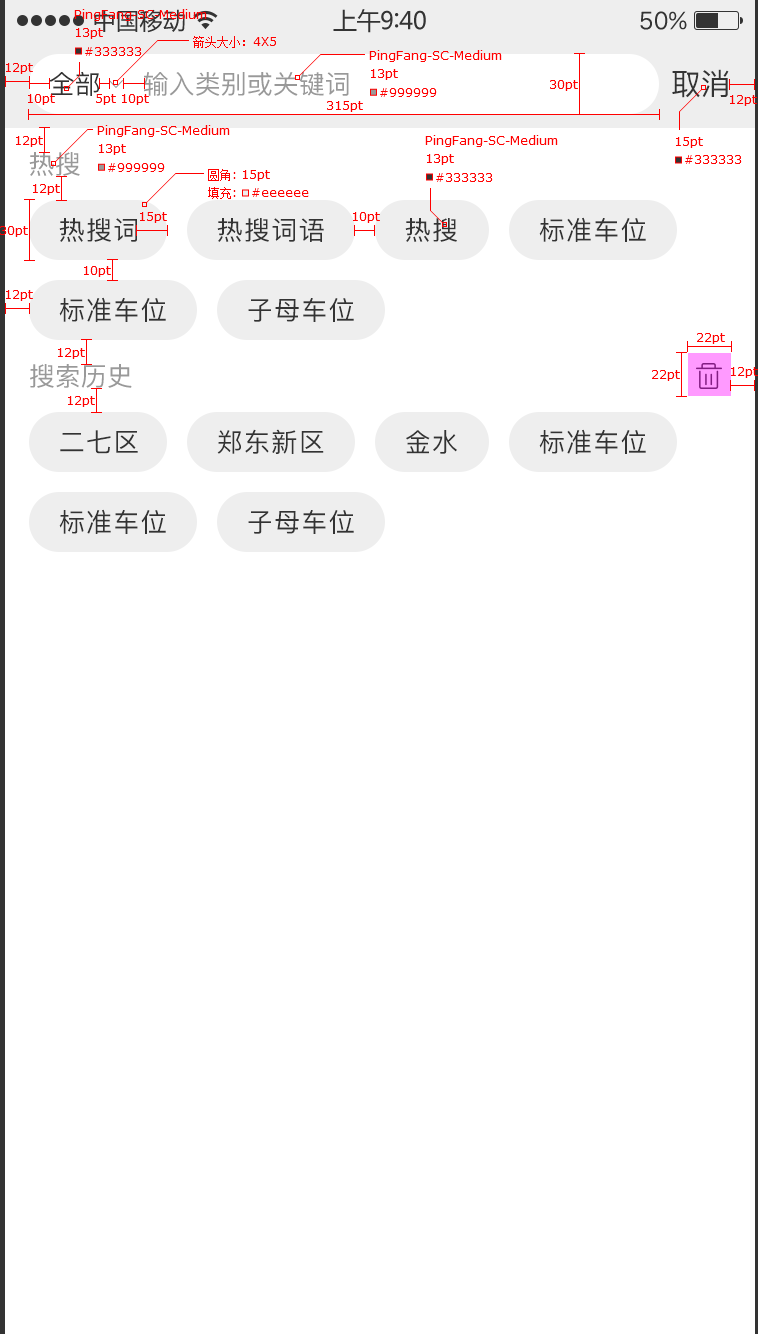 PingFang-SC-Medium
中国移动
上午9:40
50%
13pt
#333333
箭头大小：4X5
PingFang-SC-Medium
13pt
#999999
12pt
全部
输入类别或关键词
30pt
取消
10pt
5pt
10pt
12pt
315pt
PingFang-SC-Medium
13pt
#999999
12pt
热搜
PingFang-SC-Medium
13pt
#333333
15pt
#333333
圆角：15pt
填充：#eeeeee
12pt
30pt
热搜词
15pt
热搜词语
10pt
热搜
标准车位
10pt
12pt
标准车位
子母车位
12pt
搜索历史
22pt
22pt
12pt
12pt
二七区
郑东新区
金水
标准车位
标准车位
子母车位